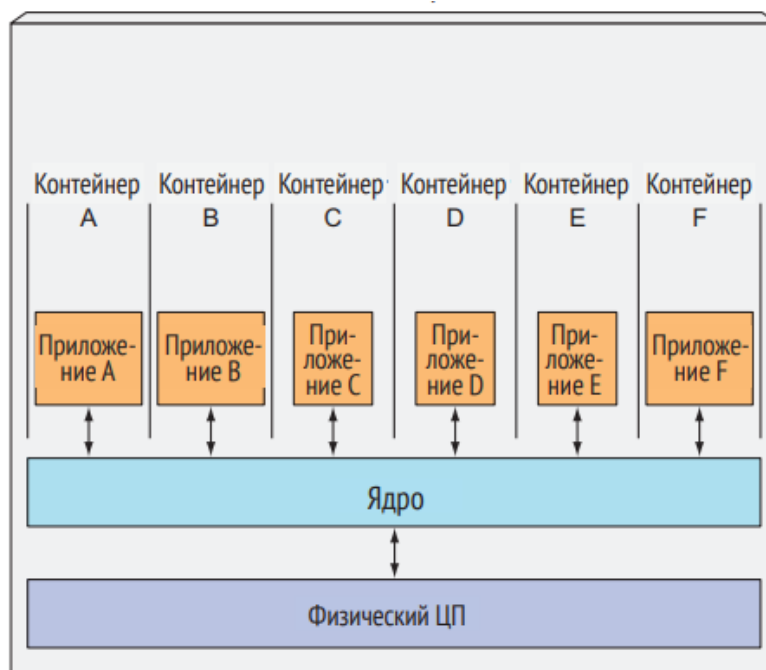 Контейнер Контейнер Контейнер Контейнер Контейнер Контейнер
A B C D E F
Приложе-
ние A
Приложе-
ние B
При-
ложе-
ние C
При-
ложе-
ние D
При-
ложе-
ние E
Приложе-
ние F
Ядро
Физический ЦП